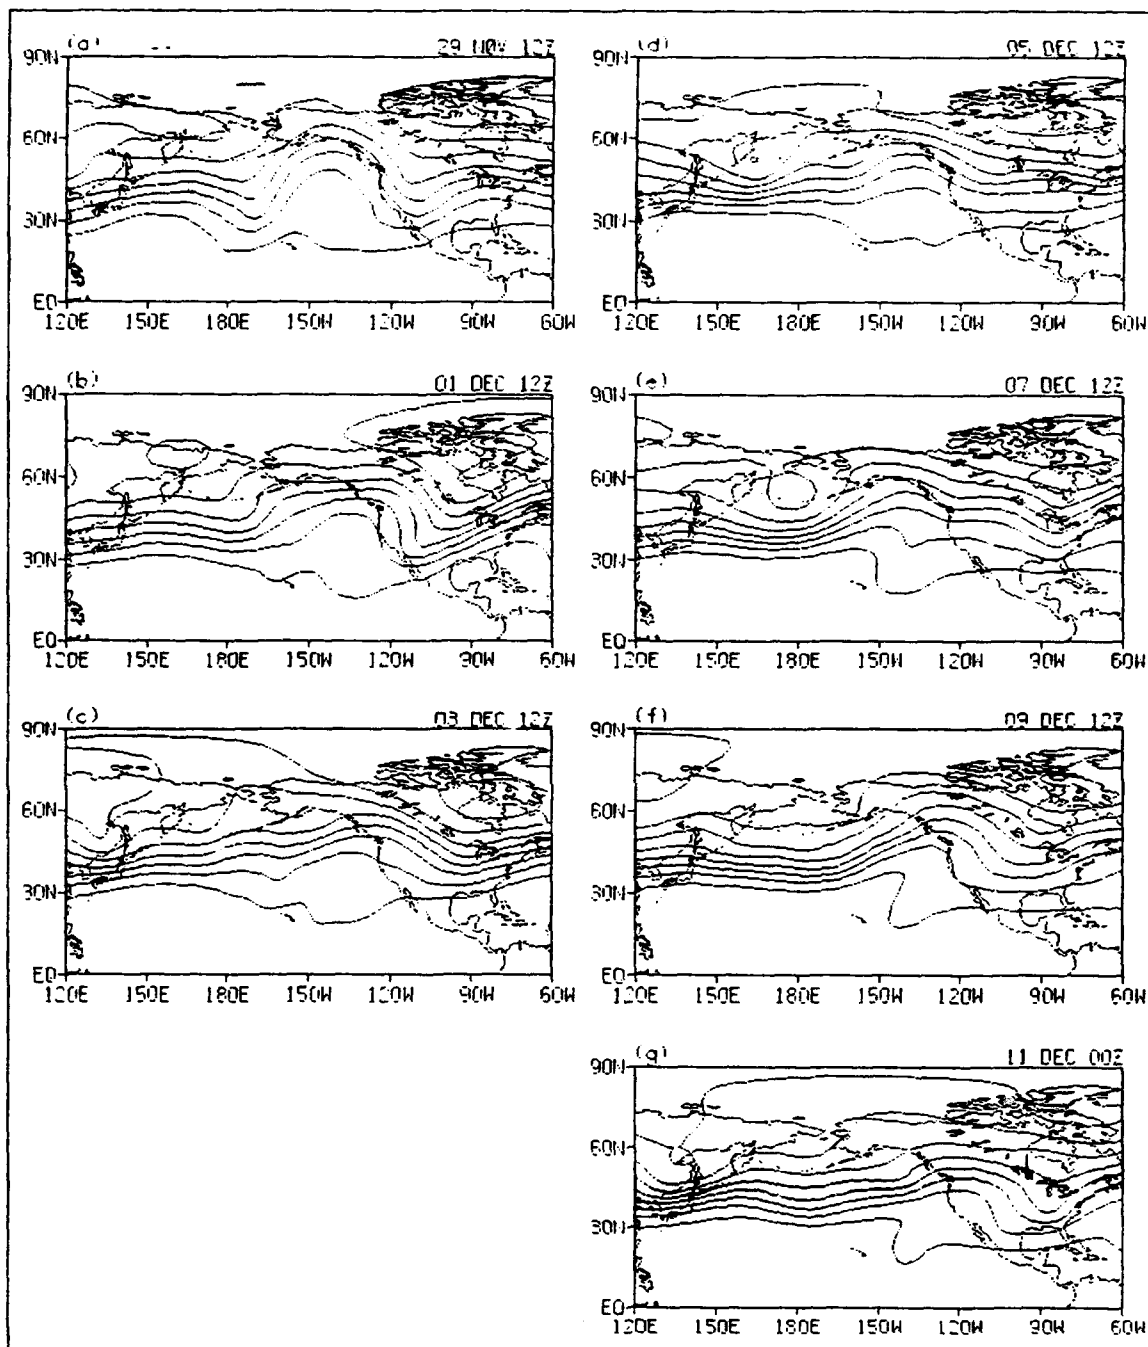 (a) 29 NOV 12Z
90N
60N
30N
EQ
120E 150E 180E 150W 120W 90W 60W
(b) 01 DEC 12Z
90N
60N
30N
EQ
120E 150E 180E 150W 120W 90W 60W
(c) 03 DEC 12Z
90N
60N
30N
EQ
120E 150E 180E 150W 120W 90W 60W
(d) 05 DEC 12Z
90N
60N
30N
EQ
120E 150E 180E 150W 120W 90W 60W
(e) 07 DEC 12Z
90N
60N
30N
EQ
120E 150E 180E 150W 120W 90W 60W
(f) 09 DEC 12Z
90N
60N
30N
EQ
120E 150E 180E 150W 120W 90W 60W
(g) 11 DEC 00Z
90N
60N
30N
EQ
120E 150E 180E 150W 120W 90W 60W